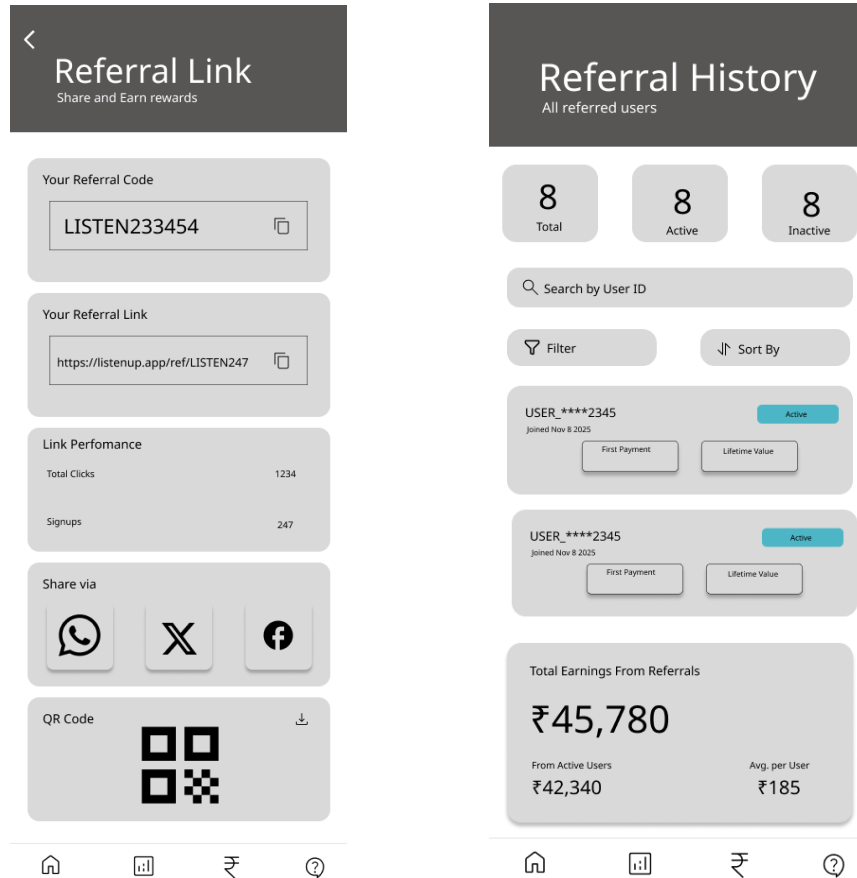 Referral Link
Share and Earn rewards
Your Referral Code
LISTEN233454
Your Referral Link
https://listenup.app/ref/LISTEN247
Link Perfomance
Total Clicks 1234
Signups 247
Share via
QR Code
Referral History
All referred users
8 8 8
Total Active Inactive
Search by User ID
Filter Sort By
USER_****2345 Active
Joined Nov 8 2025
First Payment Lifetime Value
USER_****2345 Active
Joined Nov 8 2025
First Payment Lifetime Value
Total Earnings From Referrals
₹45,780
From Active Users Avg. per User
₹42,340 ₹185